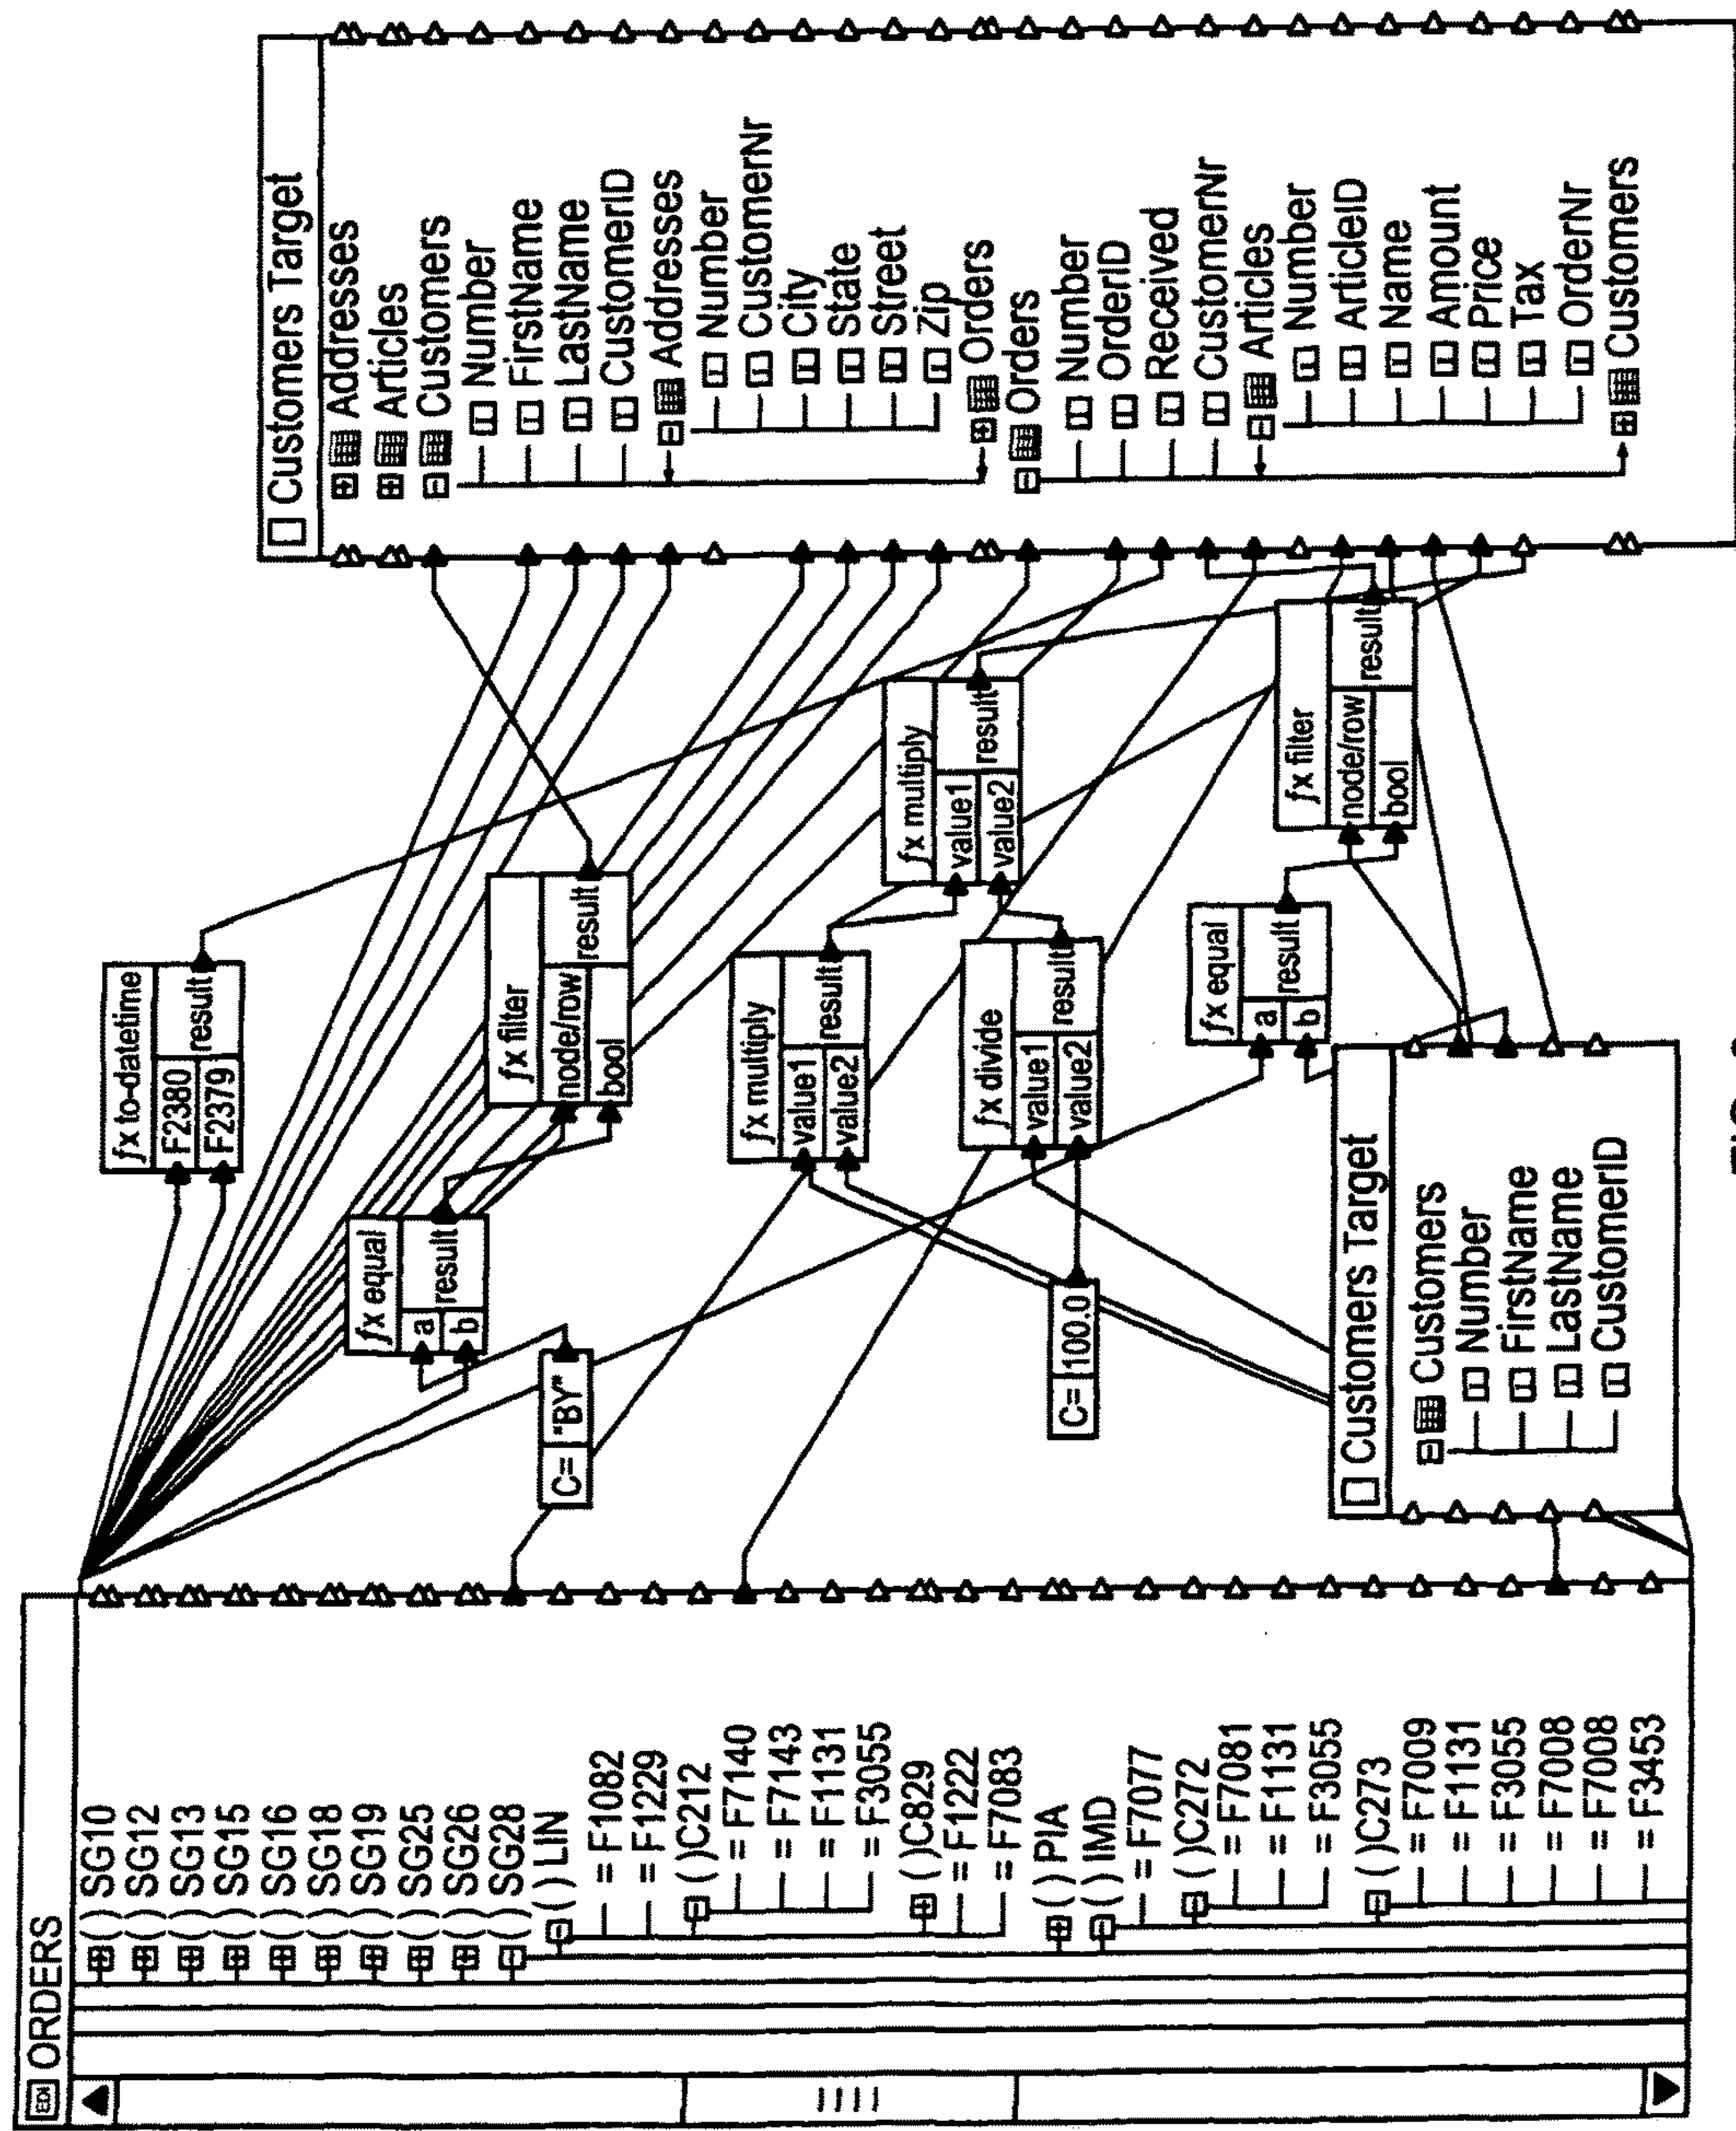 EDI ORDERS
( )SG10
( )SG12
( )SG13
( )SG15
( )SG16
( )SG18
( )SG19
( )SG25
( )SG26
( )SG28
( ) LIN
= F1082
= F1229
( )C212
= F7140
= F7143
= F1131
= F3055
( )C829
= F1222
= F7083
( ) PIA
( ) IMD
= F7077
( )C272
= F7081
= F1131
= F3055
( )C273
= F7009
= F1131
= F3055
= F7008
= F7008
= F3453
fx to-datetime
F2380
F2379
result
fx equal
a
b
result
C= "BY"
fx filter
node/row
bool
result
fx multiply
value1
value2
result
fx divide
value1
value2
result
C= 100.0
fx multiply
value1
value2
result
fx equal
a
b
result
fx filter
node/row
bool
result
Customers Target
Customers
Number
FirstName
LastName
CustomerID
Customers Target
Addresses
Articles
Customers
Number
FirstName
LastName
CustomerID
Addresses
Number
CustomerNr
City
State
Street
Zip
Orders
Orders
Number
OrderID
Received
CustomerNr
Articles
Number
ArticleID
Name
Amount
Price
Tax
OrderNr
Customers